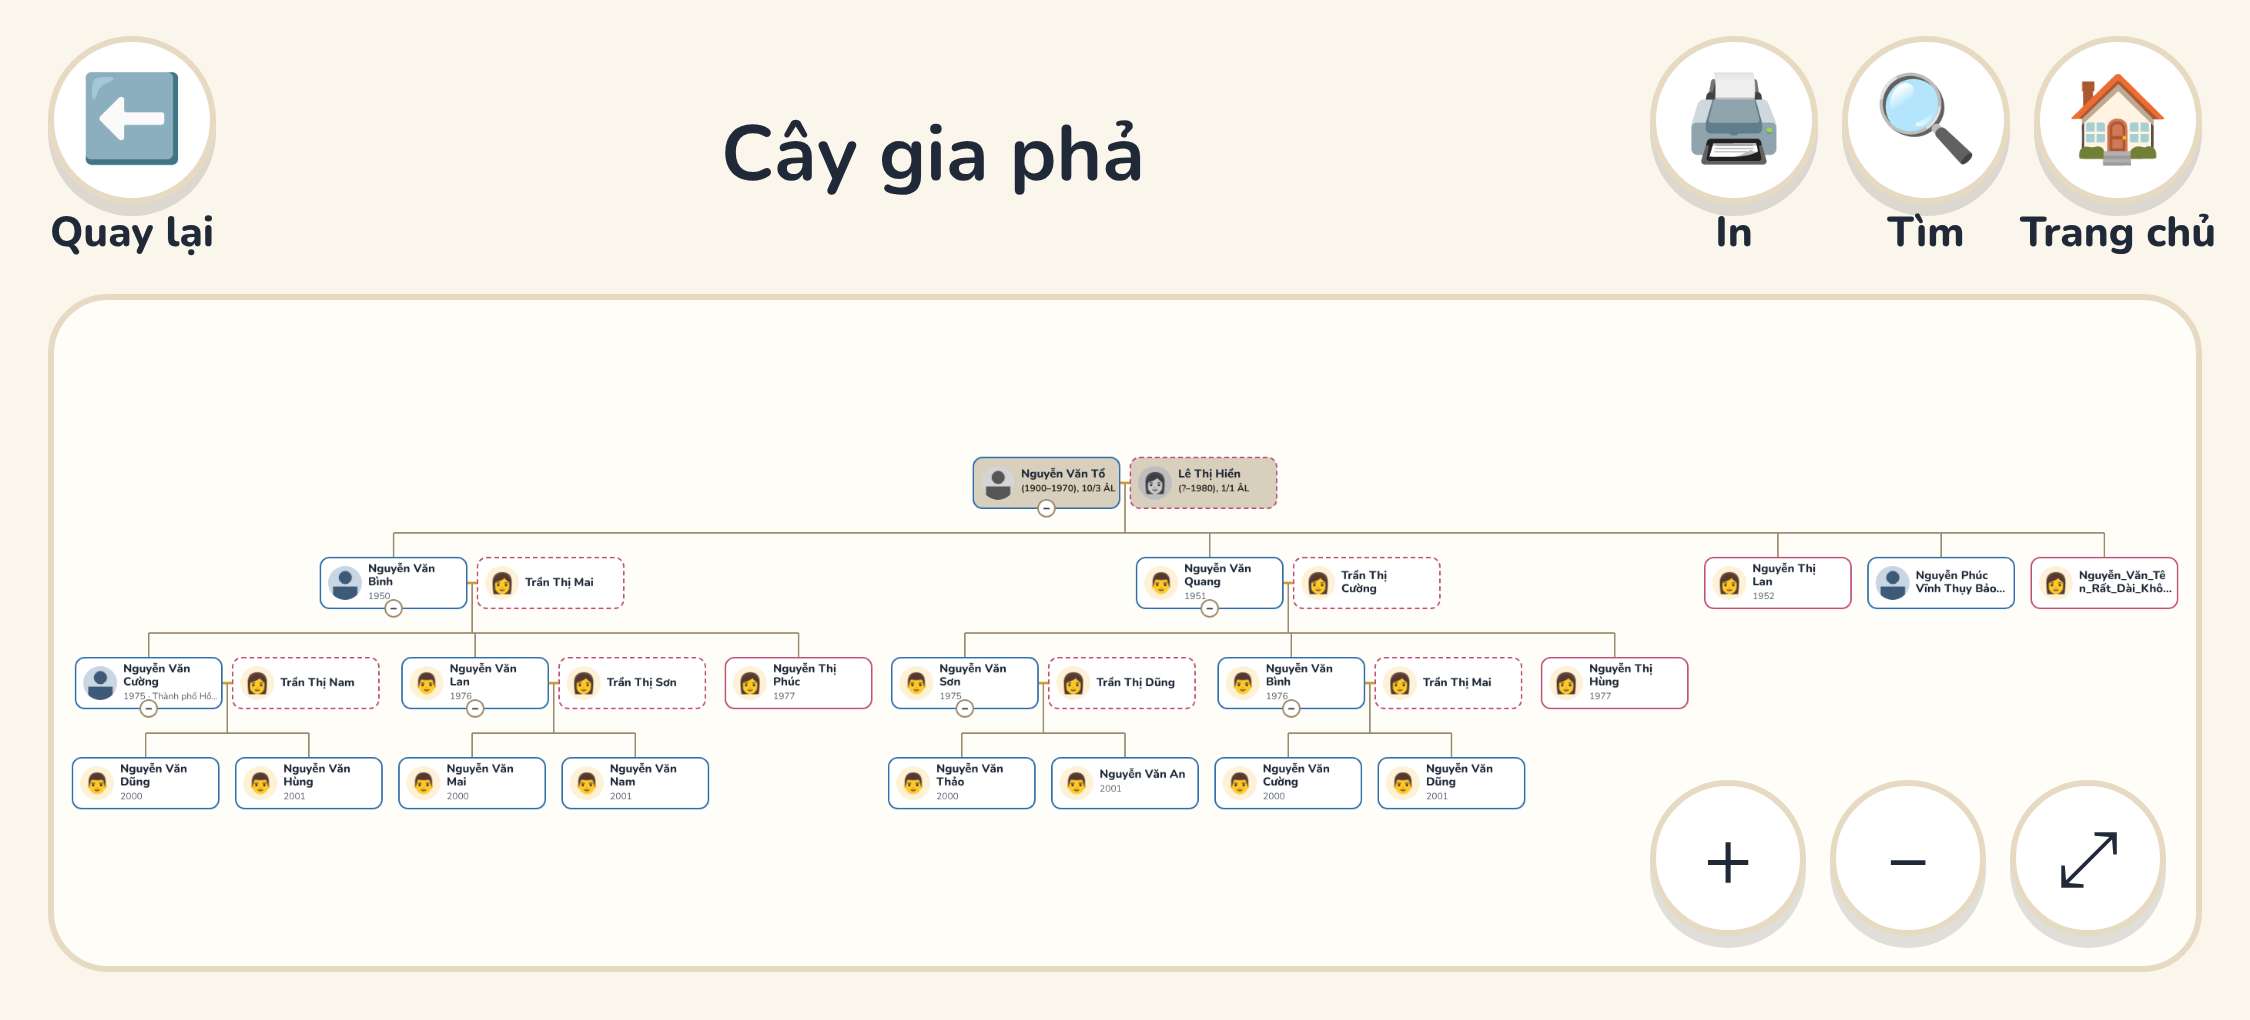 Quay lại
Cây gia phả
In
Tìm
Trang chủ
Nguyễn Văn Tổ
(1900–1970), 10/3 ÂL
Lê Thị Hiền
(?–1980), 1/1 ÂL
Nguyễn Văn
Bình
1950
Trần Thị Mai
Nguyễn Văn
Quang
1951
Trần Thị
Cường
Nguyễn Thị
Lan
1952
Nguyễn Phúc
Vĩnh Thụy Bảo...
Nguyễn_Văn_Tê
n_Rất_Dài_Khô...
Nguyễn Văn
Cường
1975 · Thành phố Hồ...
Trần Thị Nam
Nguyễn Văn
Lan
1976
Trần Thị Sơn
Nguyễn Thị
Phúc
1977
Nguyễn Văn
Sơn
1975
Trần Thị Dũng
Nguyễn Văn
Bình
1976
Trần Thị Mai
Nguyễn Thị
Hùng
1977
Nguyễn Văn
Dũng
2000
Nguyễn Văn
Hùng
2001
Nguyễn Văn
Mai
2000
Nguyễn Văn
Nam
2001
Nguyễn Văn
Thảo
2000
Nguyễn Văn An
2001
Nguyễn Văn
Cường
2000
Nguyễn Văn
Dũng
2001